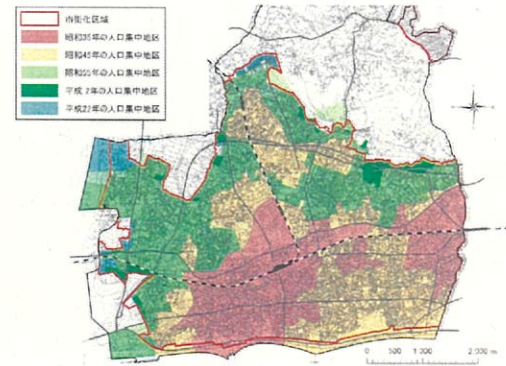 市街化区域
昭和35年の人口集中地区
昭和45年の人口集中地区
昭和55年の人口集中地区
平成 2年の人口集中地区
平成22年の人口集中地区
0 500 1,000 2,000 m